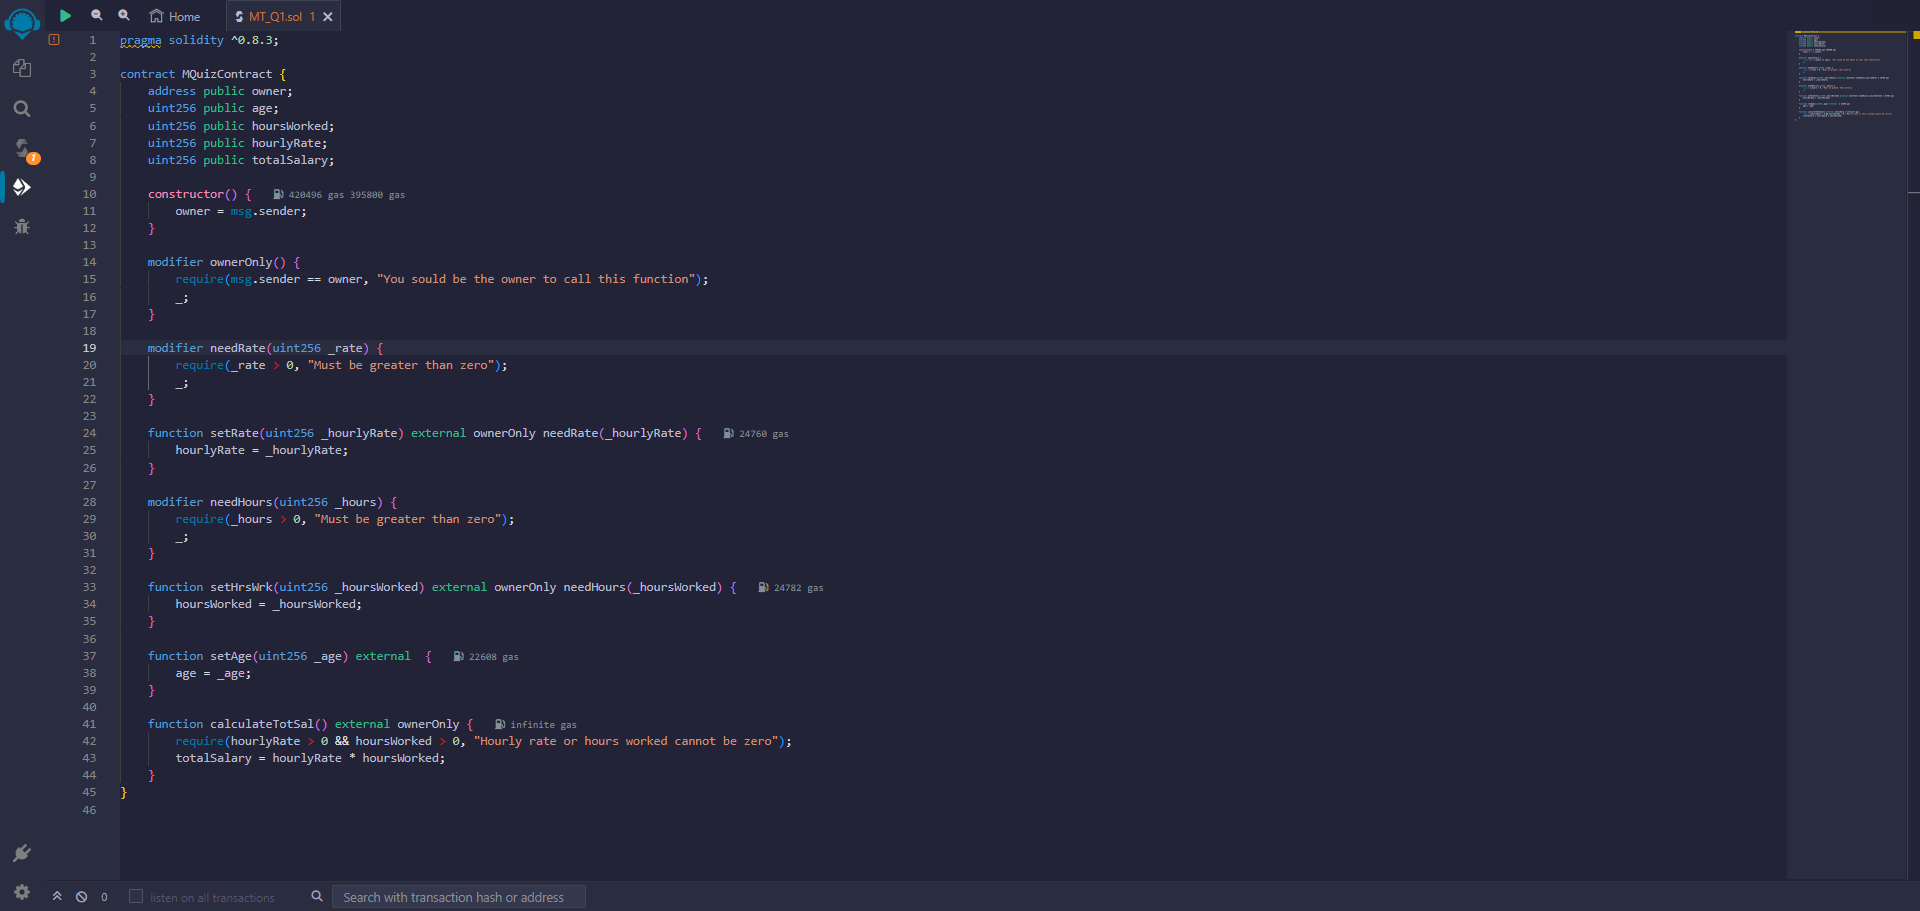 Home
MT_Q1.sol 1
1 pragma solidity ^0.8.3;
2
3 contract MQuizContract {
4 address public owner;
5 uint256 public age;
6 uint256 public hoursWorked;
7 uint256 public hourlyRate;
8 uint256 public totalSalary;
9
10 constructor() { 420496 gas 395800 gas
11 owner = msg.sender;
12 }
13
14 modifier ownerOnly() {
15 require(msg.sender == owner, "You sould be the owner to call this function");
16 _;
17 }
18
19 modifier needRate(uint256 _rate) {
20 require(_rate > 0, "Must be greater than zero");
21 _;
22 }
23
24 function setRate(uint256 _hourlyRate) external ownerOnly needRate(_hourlyRate) { 24760 gas
25 hourlyRate = _hourlyRate;
26 }
27
28 modifier needHours(uint256 _hours) {
29 require(_hours > 0, "Must be greater than zero");
30 _;
31 }
32
33 function setHrsWrk(uint256 _hoursWorked) external ownerOnly needHours(_hoursWorked) { 24782 gas
34 hoursWorked = _hoursWorked;
35 }
36
37 function setAge(uint256 _age) external { 22608 gas
38 age = _age;
39 }
40
41 function calculateTotSal() external ownerOnly { infinite gas
42 require(hourlyRate > 0 && hoursWorked > 0, "Hourly rate or hours worked cannot be zero");
43 totalSalary = hourlyRate * hoursWorked;
44 }
45 }
46
1
0 listen on all transactions Search with transaction hash or address